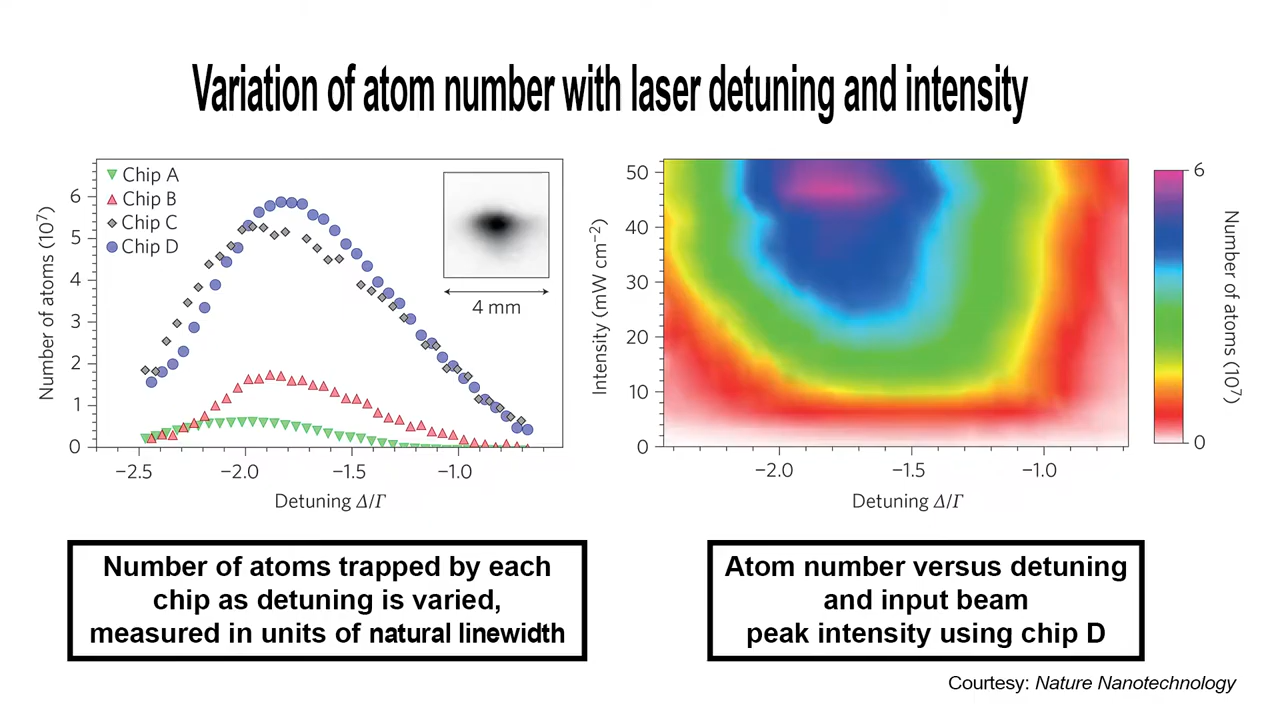 Variation of atom number with laser detuning and intensity
Chip A
Chip B
Chip C
Chip D
6
5
4
3
2
1
0
Number of atoms (10⁷)
−2.5 −2.0 −1.5 −1.0
Detuning Δ/Γ
4 mm
50
40
30
20
10
0
Intensity (mW cm⁻²)
−2.0 −1.5 −1.0
Detuning Δ/Γ
6
0
Number of atoms (10⁷)
Number of atoms trapped by each
chip as detuning is varied,
measured in units of natural linewidth
Atom number versus detuning
and input beam
peak intensity using chip D
Courtesy: Nature Nanotechnology